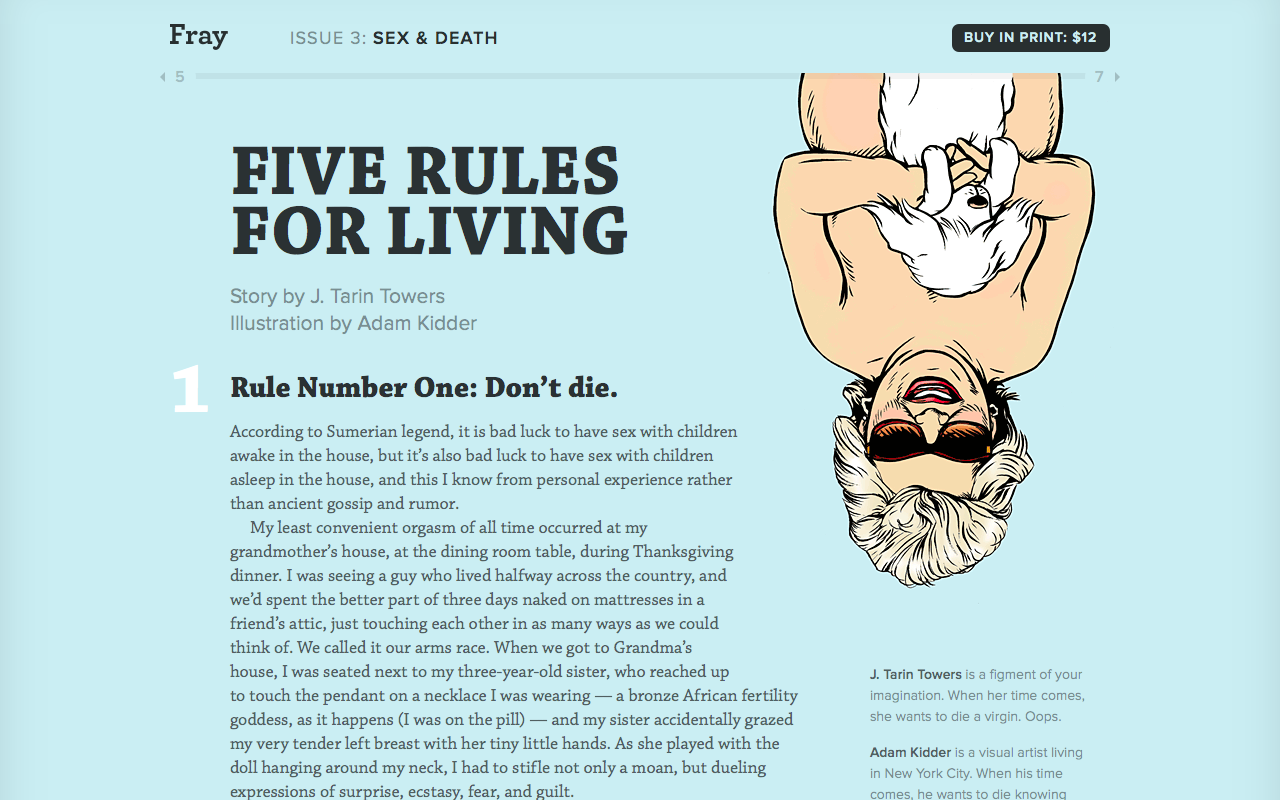 Fray
ISSUE 3: SEX & DEATH
BUY IN PRINT: $12
5
7
FIVE RULES
FOR LIVING
Story by J. Tarin Towers
Illustration by Adam Kidder
1
Rule Number One: Don’t die.
According to Sumerian legend, it is bad luck to have sex with children
awake in the house, but it’s also bad luck to have sex with children
asleep in the house, and this I know from personal experience rather
than ancient gossip and rumor.
My least convenient orgasm of all time occurred at my
grandmother’s house, at the dining room table, during Thanksgiving
dinner. I was seeing a guy who lived halfway across the country, and
we’d spent the better part of three days naked on mattresses in a
friend’s attic, just touching each other in as many ways as we could
think of. We called it our arms race. When we got to Grandma’s
house, I was seated next to my three-year-old sister, who reached up
to touch the pendant on a necklace I was wearing — a bronze African fertility
goddess, as it happens (I was on the pill) — and my sister accidentally grazed
my very tender left breast with her tiny little hands. As she played with the
doll hanging around my neck, I had to stifle not only a moan, but dueling
expressions of surprise, ecstasy, fear, and guilt.
J. Tarin Towers is a figment of your
imagination. When her time comes,
she wants to die a virgin. Oops.
Adam Kidder is a visual artist living
in New York City. When his time
comes, he wants to die knowing